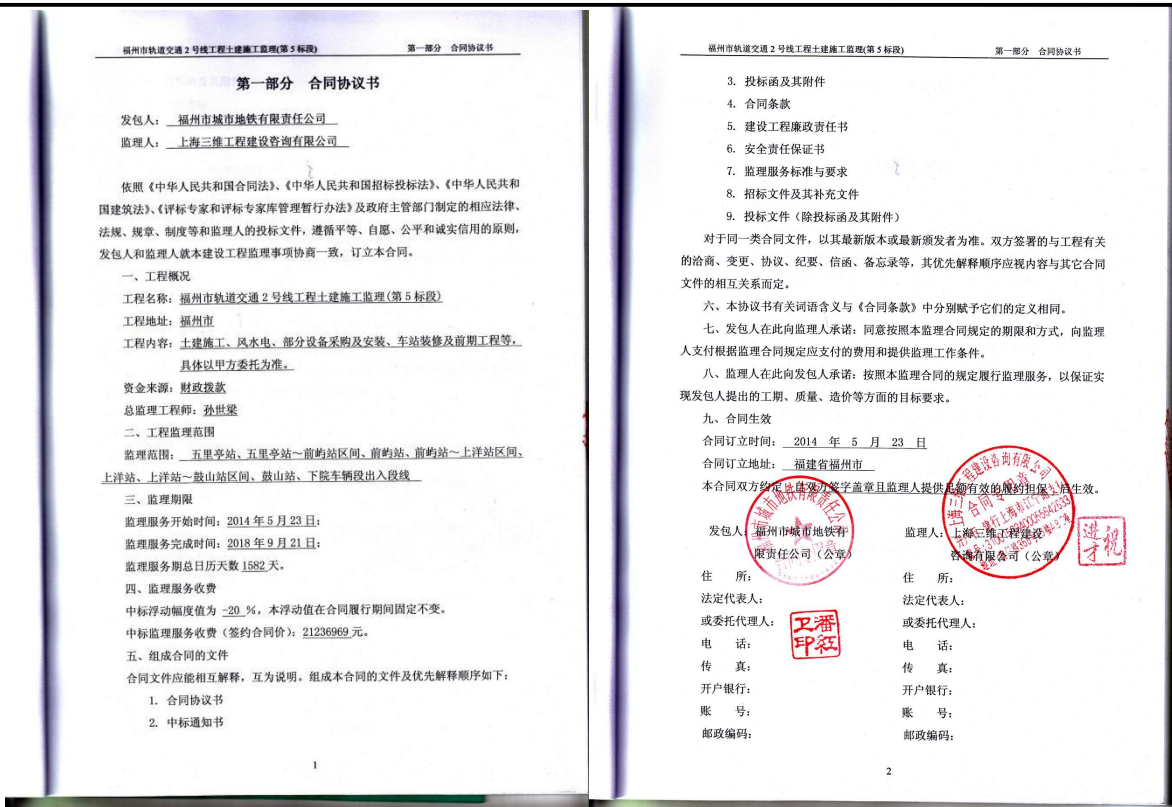 福州市轨道交通2号线工程土建施工监理(第5标段) 第一部分 合同协议书
第一部分 合同协议书
发包人： 福州市城市地铁有限责任公司
监理人： 上海三维工程建设咨询有限公司
依照《中华人民共和国合同法》、《中华人民共和国招标投标法》、《中华人民共和
国建筑法》、《评标专家和评标专家库管理暂行办法》及政府主管部门制定的相应法律、
法规、规章、制度等和监理人的投标文件，遵循平等、自愿、公平和诚实信用的原则，
发包人和监理人就本建设工程监理事项协商一致，订立本合同。
一、工程概况
工程名称：福州市轨道交通2号线工程土建施工监理(第5标段)
工程地址：福州市
工程内容：土建施工、风水电、部分设备采购及安装、车站装修及前期工程等，
具体以甲方委托为准。
资金来源：财政拨款
总监理工程师：孙世梁
二、工程监理范围
监理范围： 五里亭站、五里亭站～前屿站区间、前屿站、前屿站～上洋站区间、
上洋站、上洋站～鼓山站区间、鼓山站、下院车辆段出入段线
三、监理期限
监理服务开始时间：2014年5月23日；
监理服务完成时间：2018年9月21日；
监理服务期总日历天数 1582 天。
四、监理服务收费
中标浮动幅度值为 -20 %，本浮动值在合同履行期间固定不变。
中标监理服务收费（签约合同价）：21236969 元。
五、组成合同的文件
合同文件应能相互解释，互为说明。组成本合同的文件及优先解释顺序如下：
1. 合同协议书
2. 中标通知书
1
福州市轨道交通2号线工程土建施工监理(第5标段) 第一部分 合同协议书
3. 投标函及其附件
4. 合同条款
5. 建设工程廉政责任书
6. 安全责任保证书
7. 监理服务标准与要求
8. 招标文件及其补充文件
9. 投标文件（除投标函及其附件）
对于同一类合同文件，以其最新版本或最新颁发者为准。双方签署的与工程有关
的洽商、变更、协议、纪要、信函、备忘录等，其优先解释顺序应视内容与其它合同
文件的相互关系而定。
六、本协议书有关词语含义与《合同条款》中分别赋予它们的定义相同。
七、发包人在此向监理人承诺：同意按照本监理合同规定的期限和方式，向监理
人支付根据监理合同规定应支付的费用和提供监理工作条件。
八、监理人在此向发包人承诺：按照本监理合同的规定履行监理服务，以保证实
现发包人提出的工期、质量、造价等方面的目标要求。
九、合同生效
合同订立时间： 2014 年 5 月 23 日
合同订立地址： 福建省福州市
本合同双方约定 自双方签字盖章且监理人提供足额有效的履约担保 后生效。
发包人：福州市城市地铁有 监理人：上海三维工程建设
限责任公司（公章） 咨询有限公司（公章）
住 所： 住 所：
法定代表人： 法定代表人：
或委托代理人： 或委托代理人：
电 话： 电 话：
传 真： 传 真：
开户银行： 开户银行：
账 号： 账 号：
邮政编码： 邮政编码：
福州市城市地铁有限责任公司
上海三维工程建设咨询有限公司
合同专用章
祝进才
潘红卫印
2